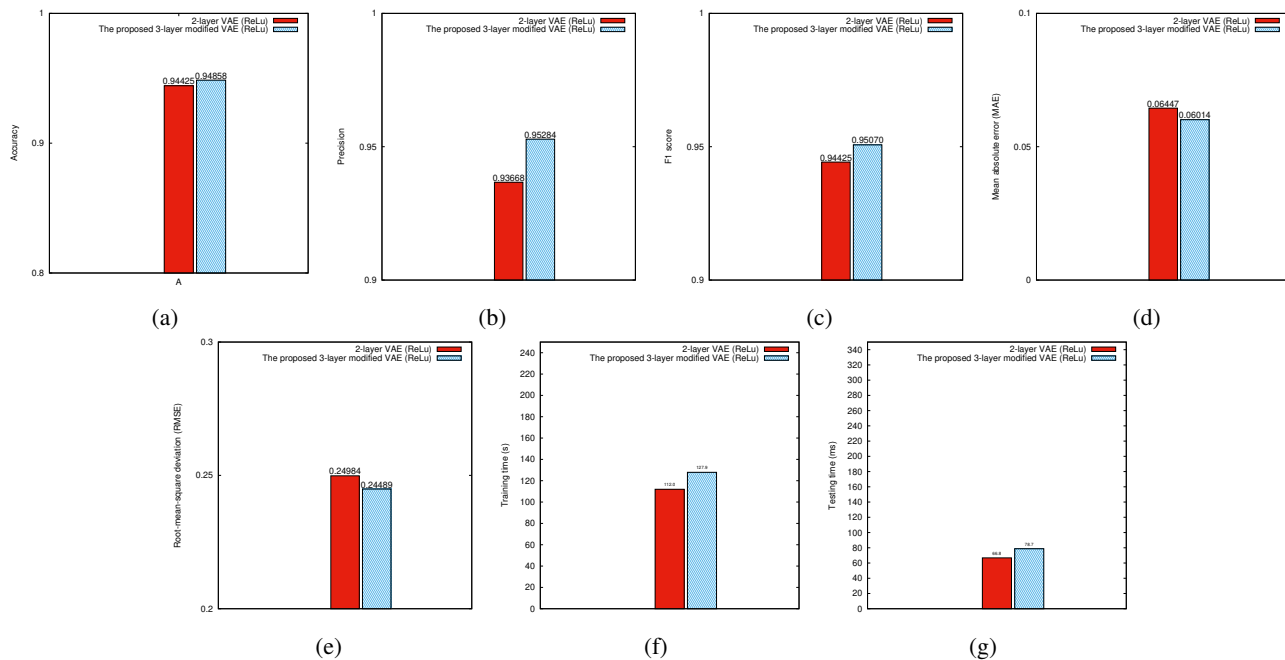 1
0.9
0.8
Accuracy
2-layer VAE (ReLu)
The proposed 3-layer modified VAE (ReLu)
0.94425
0.94858
A
(a)
1
0.95
0.9
Precision
2-layer VAE (ReLu)
The proposed 3-layer modified VAE (ReLu)
0.93668
0.95284
(b)
1
0.95
0.9
F1 score
2-layer VAE (ReLu)
The proposed 3-layer modified VAE (ReLu)
0.94425
0.95070
(c)
0.1
0.05
0
Mean absolute error (MAE)
2-layer VAE (ReLu)
The proposed 3-layer modified VAE (ReLu)
0.06447
0.06014
(d)
0.3
0.25
0.2
Root-mean-square deviation (RMSE)
2-layer VAE (ReLu)
The proposed 3-layer modified VAE (ReLu)
0.24984
0.24489
(e)
240
220
200
180
160
140
120
100
80
60
40
20
0
Training time (s)
2-layer VAE (ReLu)
The proposed 3-layer modified VAE (ReLu)
112.0
127.9
(f)
340
320
300
280
260
240
220
200
180
160
140
120
100
80
60
40
20
0
Testing time (ms)
2-layer VAE (ReLu)
The proposed 3-layer modified VAE (ReLu)
66.8
78.7
(g)